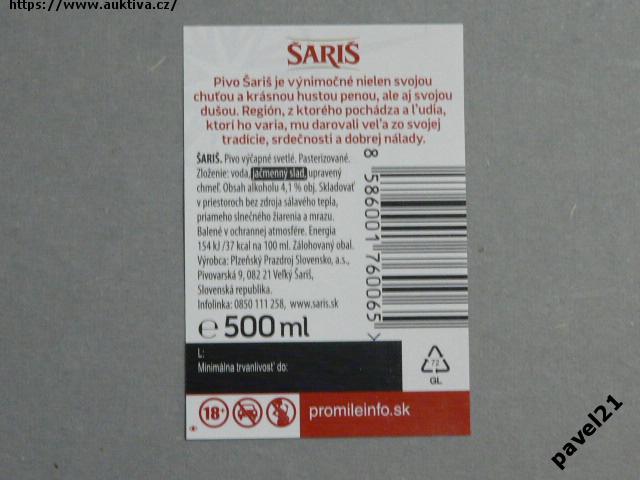 https://www.auktiva.cz/
ŠARIŠ
Pivo Šariš je výnimočné nielen svojou
chuťou a krásnou hustou penou, ale aj svojou
dušou. Región, z ktorého pochádza a ľudia,
ktorí ho varia, mu darovali veľa zo svojej
tradície, srdečnosti a dobrej nálady.
ŠARIŠ. Pivo výčapné svetlé. Pasterizované.
Zloženie: voda, jačmenný slad, upravený
chmeľ. Obsah alkoholu 4,1 % obj. Skladovať
v priestoroch bez zdroja sálavého tepla,
priameho slnečného žiarenia a mrazu.
Balené v ochrannej atmosfére. Energia
154 kJ /37 kcal na 100 ml. Zálohovaný obal.
Výrobca: Plzeňský Prazdroj Slovensko, a.s.,
Pivovarská 9, 082 21 Veľký Šariš,
Slovenská republika.
Infolinka: 0850 111 258, www.saris.sk
8 586001 760065
℮ 500 ml
L:
Minimálna trvanlivosť do:
72
GL
18+
promileinfo.sk
pavel21